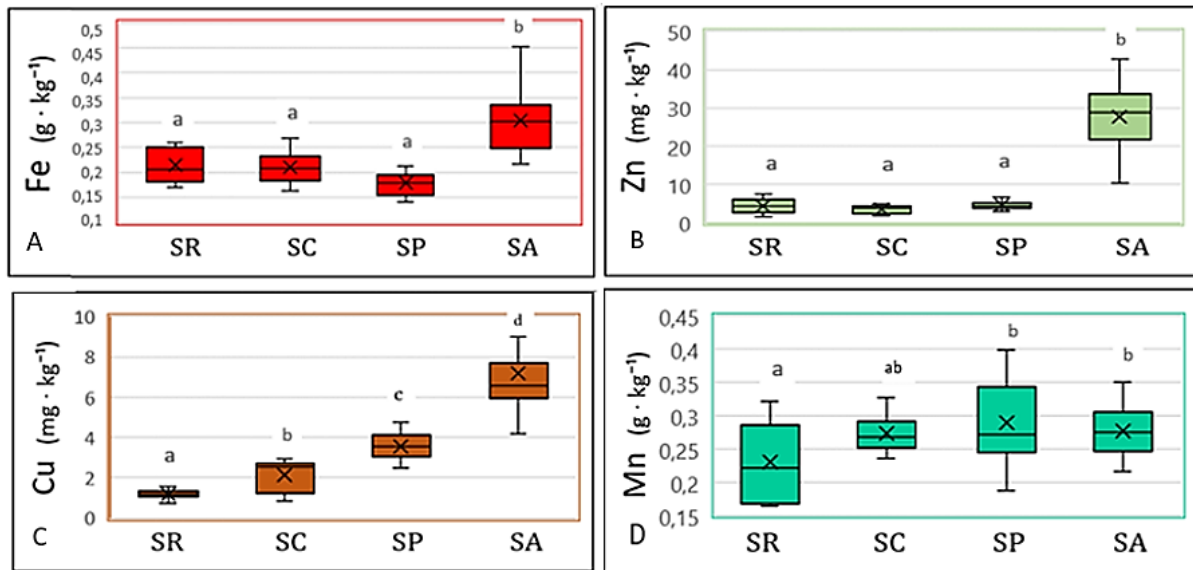 0,5
0,45
0,4
0,35
0,3
0,25
0,2
0,15
0,1
Fe (g · kg⁻¹)
a
a
a
b
A
SR SC SP SA
50
40
30
20
10
0
Zn (mg · kg⁻¹)
a
a
a
b
B
SR SC SP SA
10
8
6
4
2
0
Cu (mg · kg⁻¹)
a
b
c
d
C
SR SC SP SA
0,45
0,4
0,35
0,3
0,25
0,2
0,15
Mn (g · kg⁻¹)
a
ab
b
b
D
SR SC SP SA